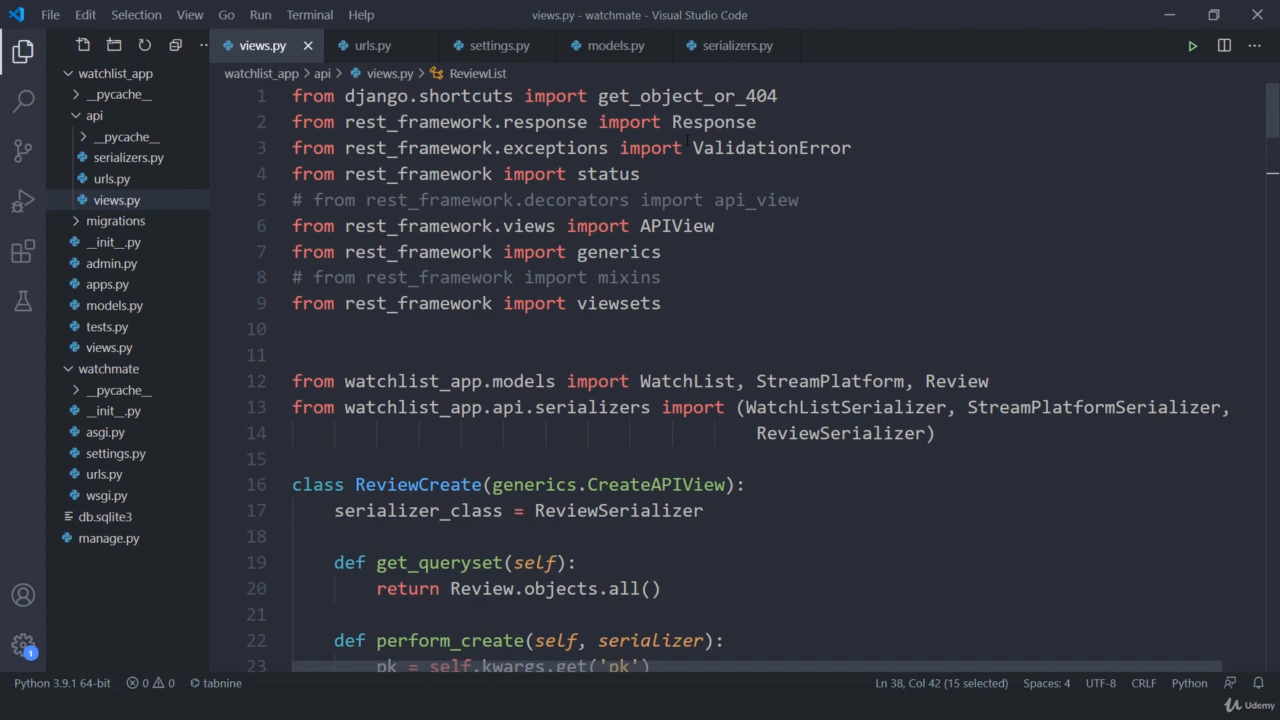 File Edit Selection View Go Run Terminal Help
views.py - watchmate - Visual Studio Code
views.py
urls.py
settings.py
models.py
serializers.py
watchlist_app > api > views.py > ReviewList
watchlist_app
__pycache__
api
__pycache__
serializers.py
urls.py
views.py
migrations
__init__.py
admin.py
apps.py
models.py
tests.py
views.py
watchmate
__pycache__
__init__.py
asgi.py
settings.py
urls.py
wsgi.py
db.sqlite3
manage.py
1 from django.shortcuts import get_object_or_404
2 from rest_framework.response import Response
3 from rest_framework.exceptions import ValidationError
4 from rest_framework import status
5 # from rest_framework.decorators import api_view
6 from rest_framework.views import APIView
7 from rest_framework import generics
8 # from rest_framework import mixins
9 from rest_framework import viewsets
10
11
12 from watchlist_app.models import WatchList, StreamPlatform, Review
13 from watchlist_app.api.serializers import (WatchListSerializer, StreamPlatformSerializer,
14 ReviewSerializer)
15
16 class ReviewCreate(generics.CreateAPIView):
17 serializer_class = ReviewSerializer
18
19 def get_queryset(self):
20 return Review.objects.all()
21
22 def perform_create(self, serializer):
23 pk = self.kwargs.get('pk')
1
Python 3.9.1 64-bit 0 0 tabnine
Ln 38, Col 42 (15 selected) Spaces: 4 UTF-8 CRLF Python
Udemy